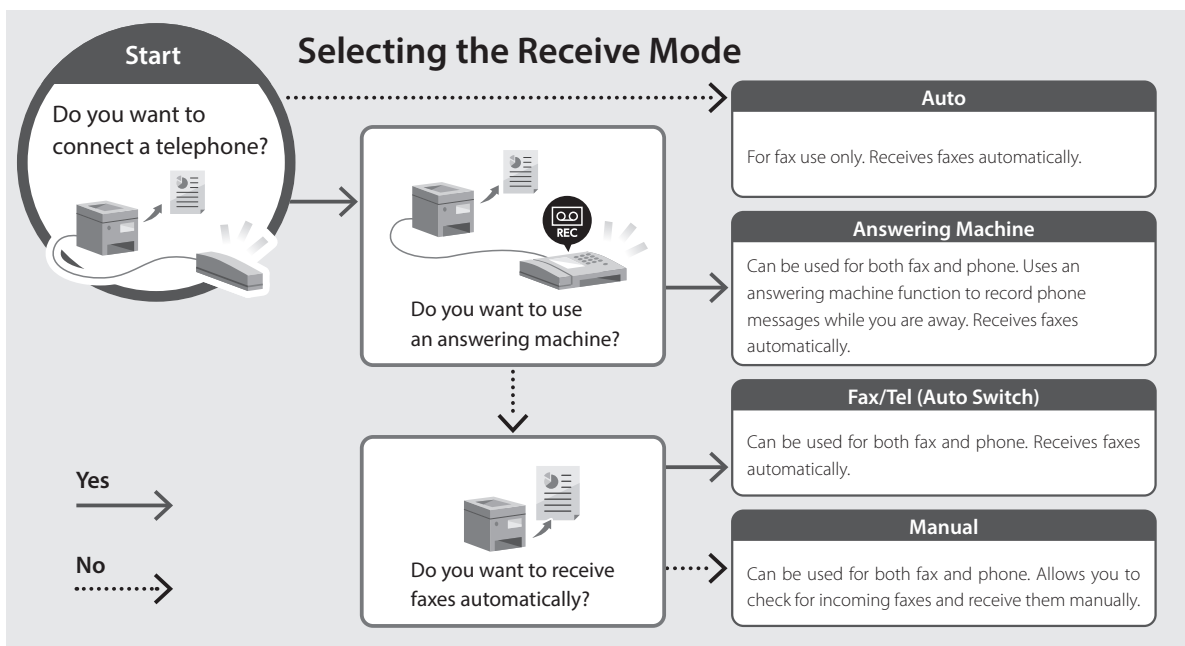 Selecting the Receive Mode
Start
Do you want to
connect a telephone?
Auto
For fax use only. Receives faxes automatically.
REC
Do you want to use
an answering machine?
Answering Machine
Can be used for both fax and phone. Uses an
answering machine function to record phone
messages while you are away. Receives faxes
automatically.
Do you want to receive
faxes automatically?
Fax/Tel (Auto Switch)
Can be used for both fax and phone. Receives faxes
automatically.
Manual
Can be used for both fax and phone. Allows you to
check for incoming faxes and receive them manually.
Yes
No